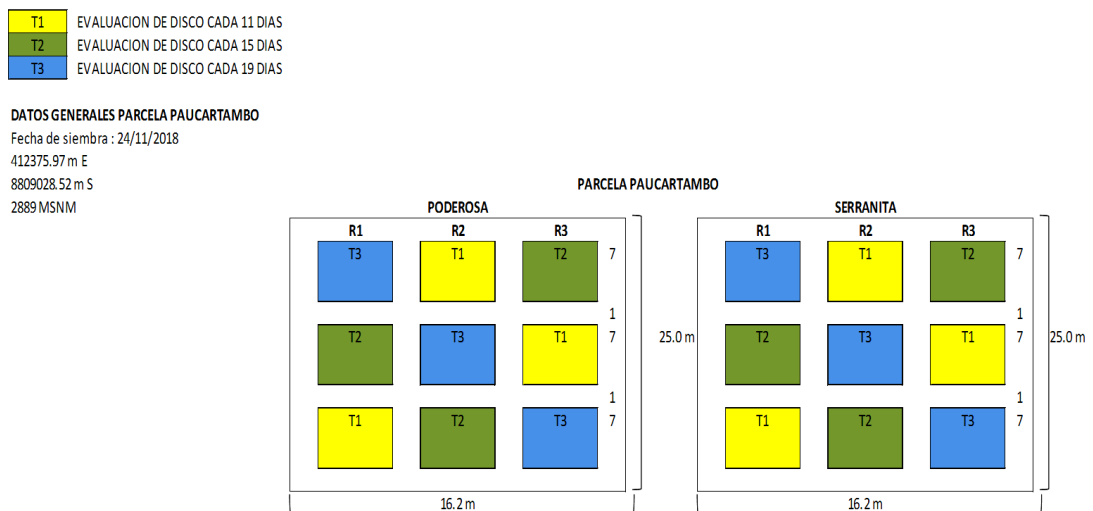 T1 EVALUACION DE DISCO CADA 11 DIAS
T2 EVALUACION DE DISCO CADA 15 DIAS
T3 EVALUACION DE DISCO CADA 19 DIAS
DATOS GENERALES PARCELA PAUCARTAMBO
Fecha de siembra : 24/11/2018
412375.97 m E
8809028.52 m S
2889 MSNM
PARCELA PAUCARTAMBO
PODEROSA SERRANITA
R1 R2 R3 R1 R2 R3
T3 T1 T2 7 T3 T1 T2 7
1 1
T2 T3 T1 7 25.0 m T2 T3 T1 7 25.0 m
1 1
T1 T2 T3 7 T1 T2 T3 7
16.2 m 16.2 m